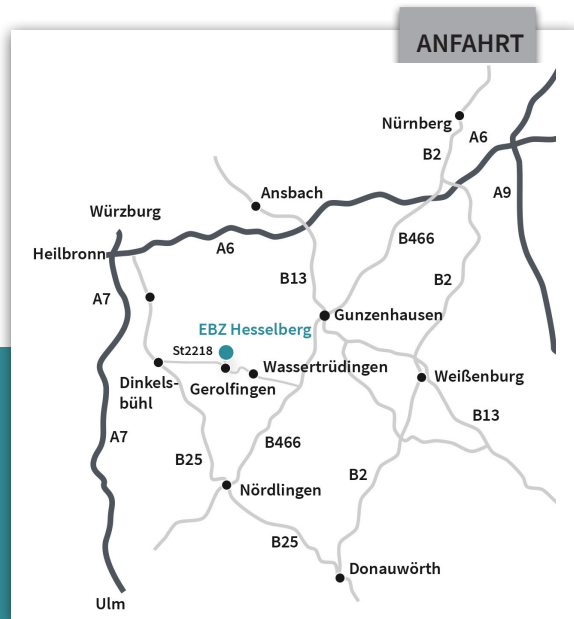 ANFAHRT
Nürnberg
A6
B2
A9
Ansbach
Würzburg
B466
Heilbronn
A6
B13
B2
A7
Gunzenhausen
EBZ Hesselberg
St2218
Wassertrüdingen
Dinkels-
bühl
Gerolfingen
Weißenburg
B13
A7
B466
B25
B2
Nördlingen
B25
Donauwörth
Ulm